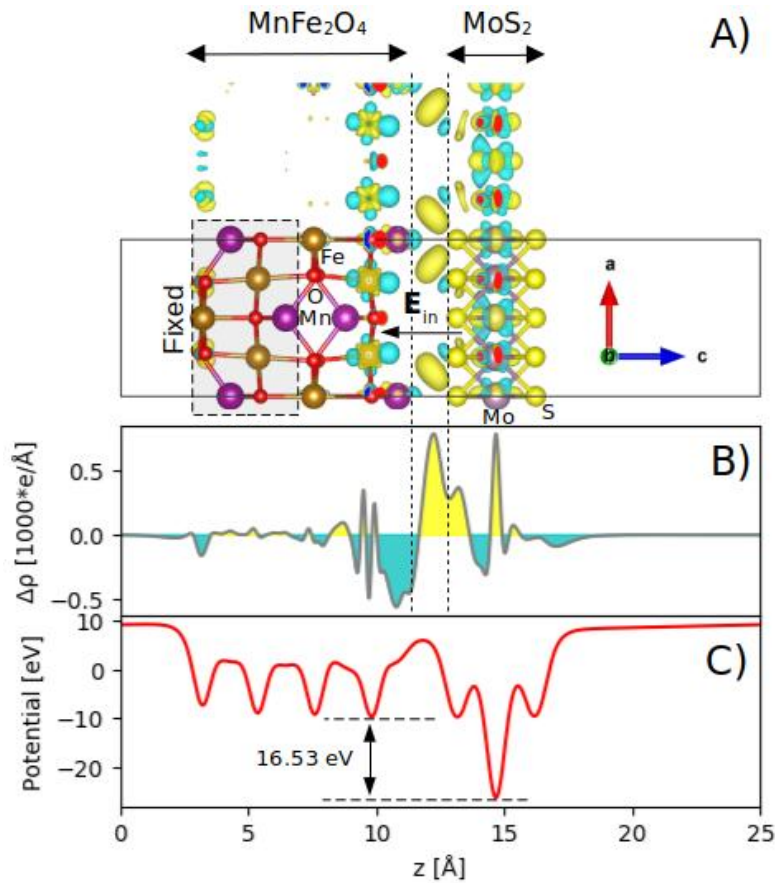 MnFe₂O₄ MoS₂
A)
Fixed
Fe
O
Mn
E_in
a
b c
Mo S
B)
Δρ [1000*e/Å]
0.5
0.0
−0.5
C)
Potential [eV]
10
0
−10
−20
16.53 eV
0 5 10 15 20 25
z [Å]